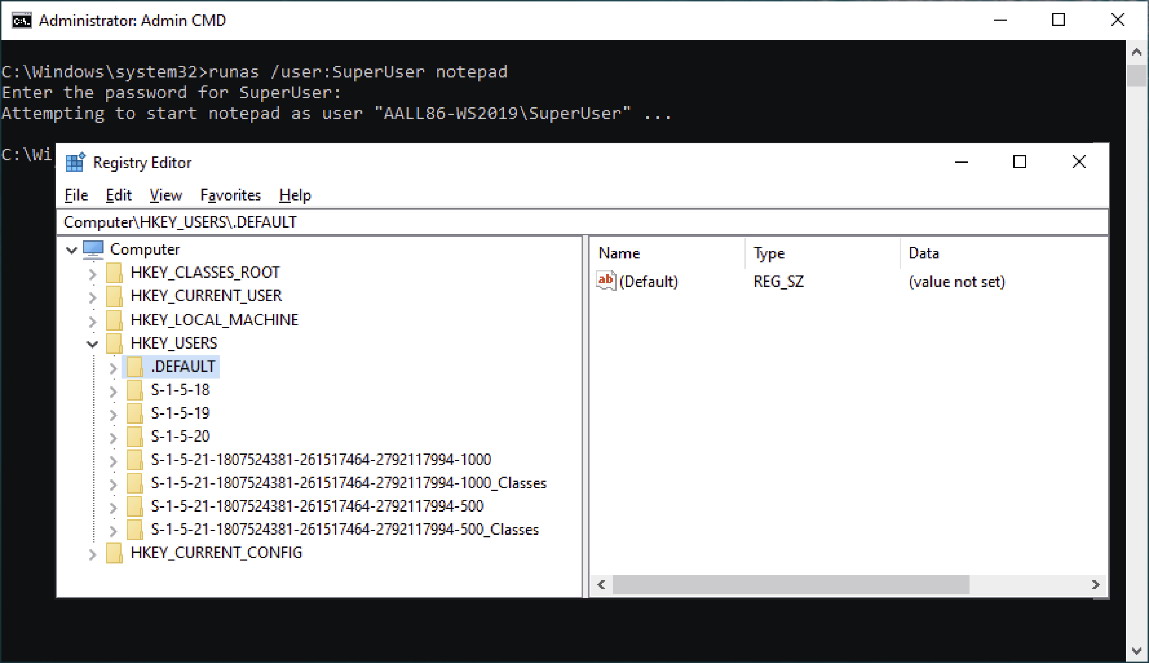 Administrator: Admin CMD
C:\Windows\system32>runas /user:SuperUser notepad
Enter the password for SuperUser:
Attempting to start notepad as user "AALL86-WS2019\SuperUser" ...
C:\Wi
Registry Editor
File Edit View Favorites Help
Computer\HKEY_USERS\.DEFAULT
Computer
HKEY_CLASSES_ROOT
HKEY_CURRENT_USER
HKEY_LOCAL_MACHINE
HKEY_USERS
.DEFAULT
S-1-5-18
S-1-5-19
S-1-5-20
S-1-5-21-1807524381-261517464-2792117994-1000
S-1-5-21-1807524381-261517464-2792117994-1000_Classes
S-1-5-21-1807524381-261517464-2792117994-500
S-1-5-21-1807524381-261517464-2792117994-500_Classes
HKEY_CURRENT_CONFIG
Name Type Data
ab (Default) REG_SZ (value not set)